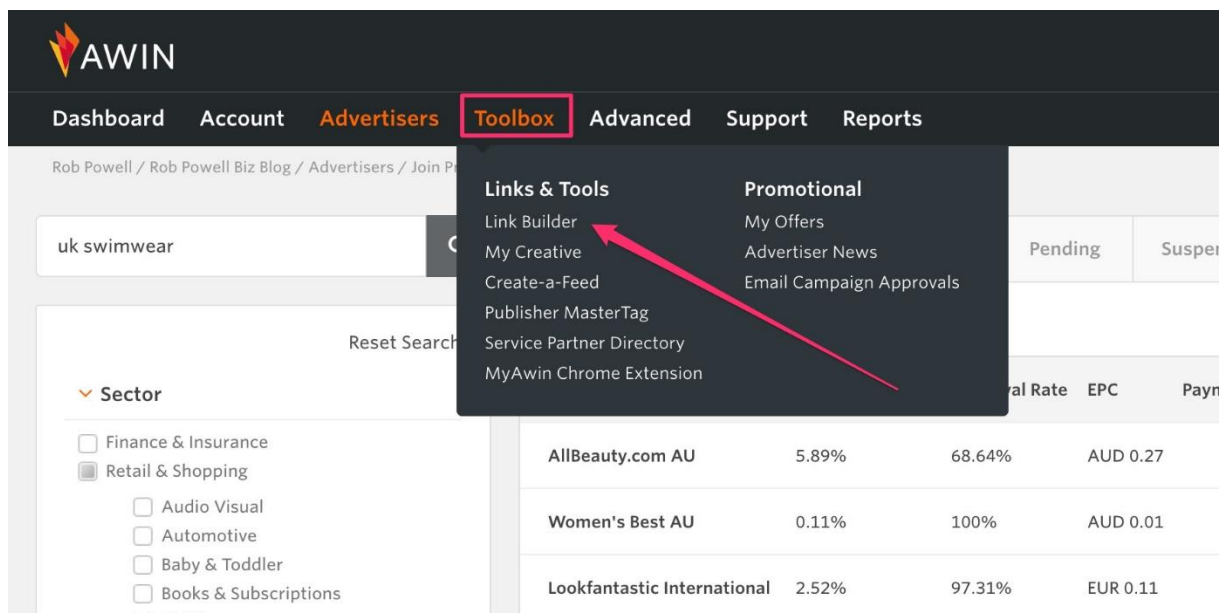 AWIN
Dashboard Account Advertisers Toolbox Advanced Support Reports
Rob Powell / Rob Powell Biz Blog / Advertisers / Join
Links & Tools
Link Builder
My Creative
Create-a-Feed
Publisher MasterTag
Service Partner Directory
MyAwin Chrome Extension
Promotional
My Offers
Advertiser News
Email Campaign Approvals
uk swimwear
Pending
Reset Search
Sector
Finance & Insurance
Retail & Shopping
Audio Visual
Automotive
Baby & Toddler
Books & Subscriptions
Rate EPC
AllBeauty.com AU 5.89% 68.64% AUD 0.27
Women's Best AU 0.11% 100% AUD 0.01
Lookfantastic International 2.52% 97.31% EUR 0.11